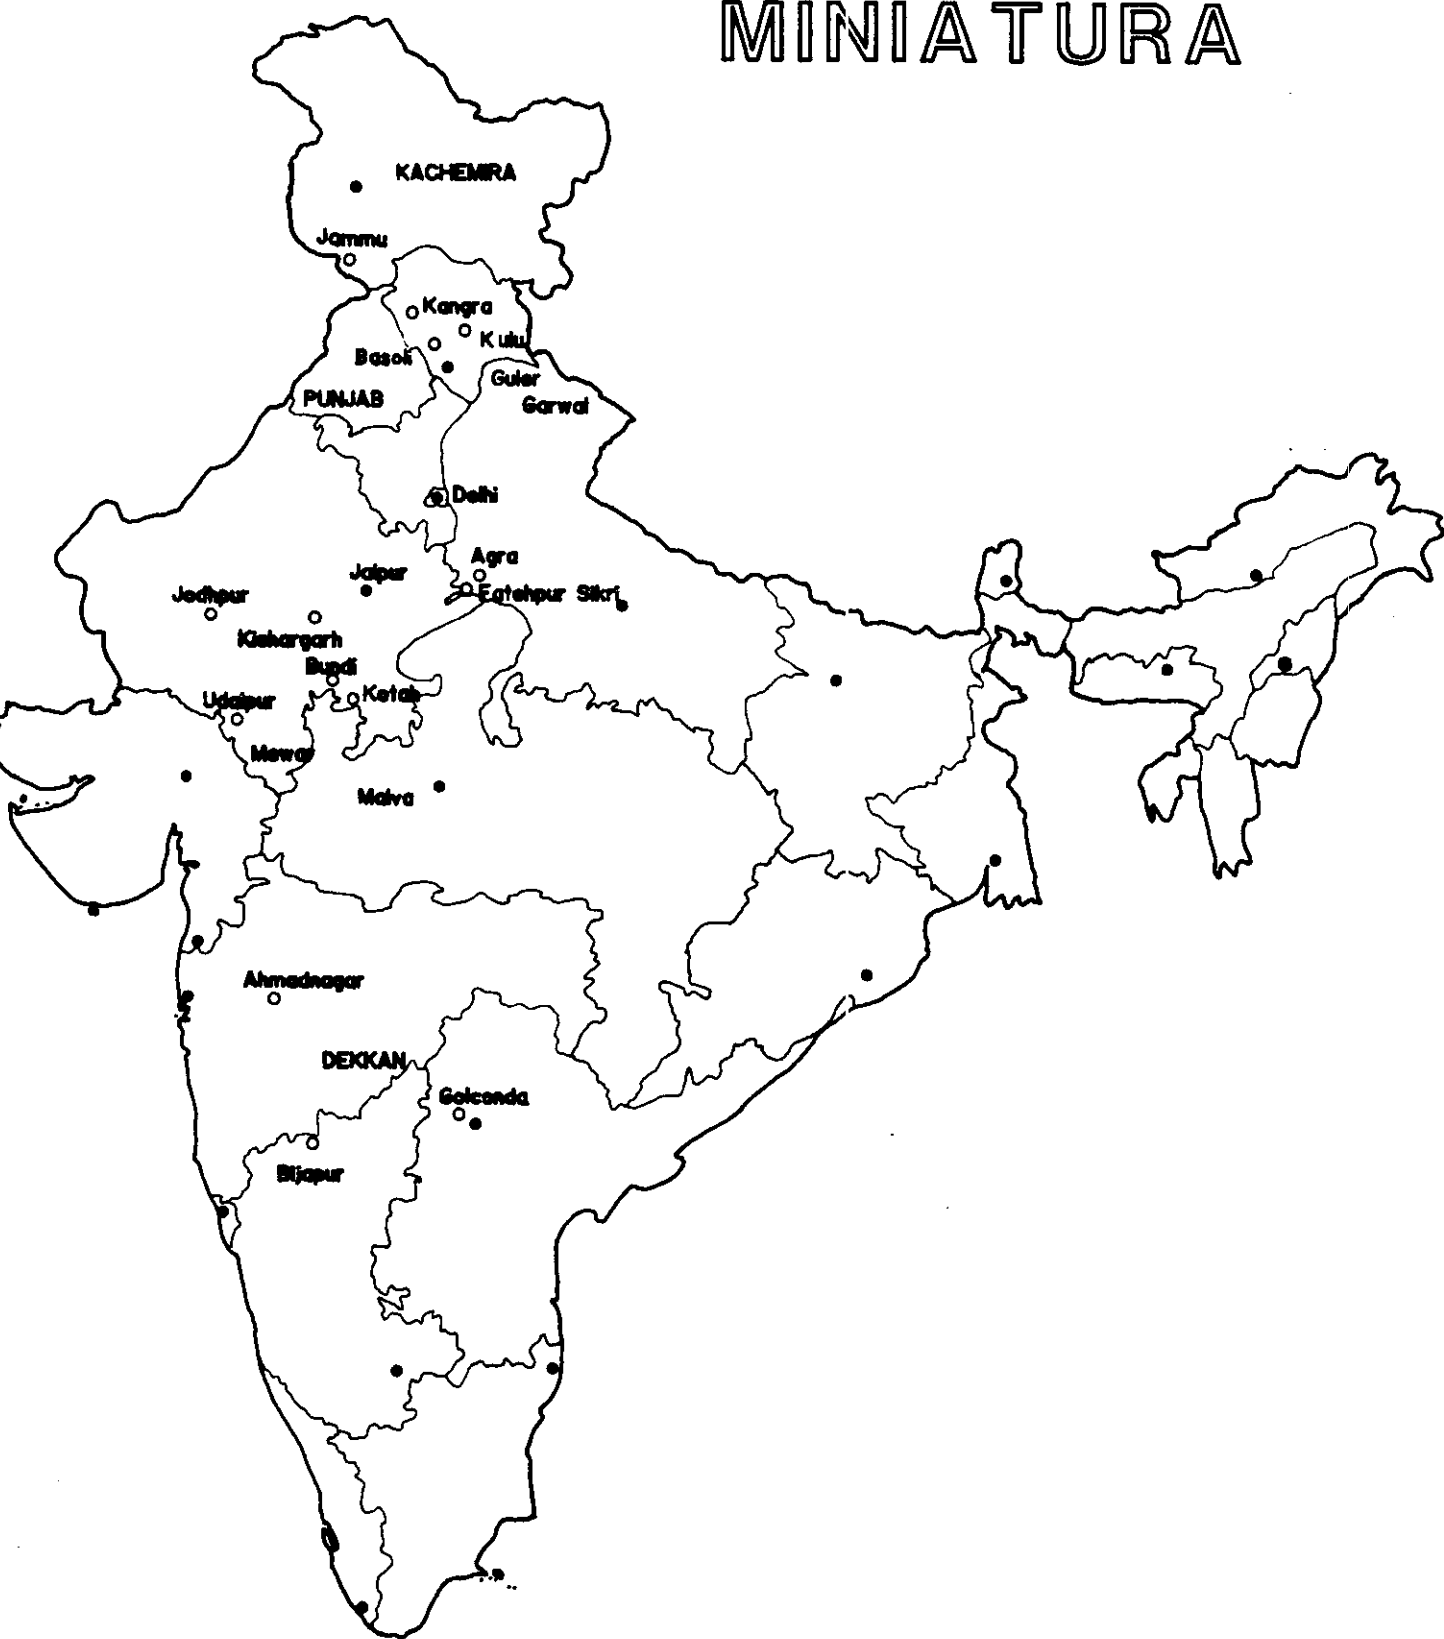 MINIATURA
KACHEMIRA
Jammu
Kangra
Kulu
Basoli
Guler
PUNJAB
Garwal
Delhi
Agra
Jaipur
Fatehpur Sikri
Jodhpur
Kishargarh
Bundi
Kotah
Udaipur
Mewar
Malva
Ahmadnagar
DEKKAN
Golconda
Bijapur